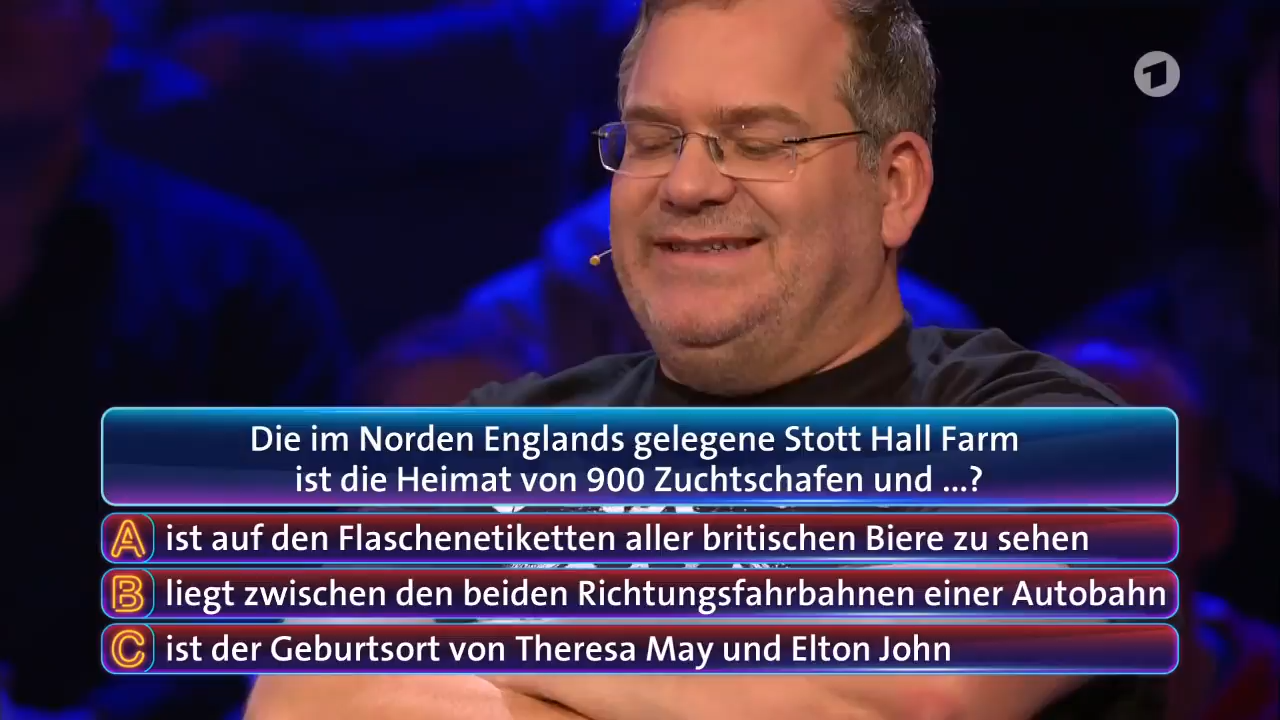 Die im Norden Englands gelegene Stott Hall Farm
ist die Heimat von 900 Zuchtschafen und ...?
A ist auf den Flaschenetiketten aller britischen Biere zu sehen
B liegt zwischen den beiden Richtungsfahrbahnen einer Autobahn
C ist der Geburtsort von Theresa May und Elton John